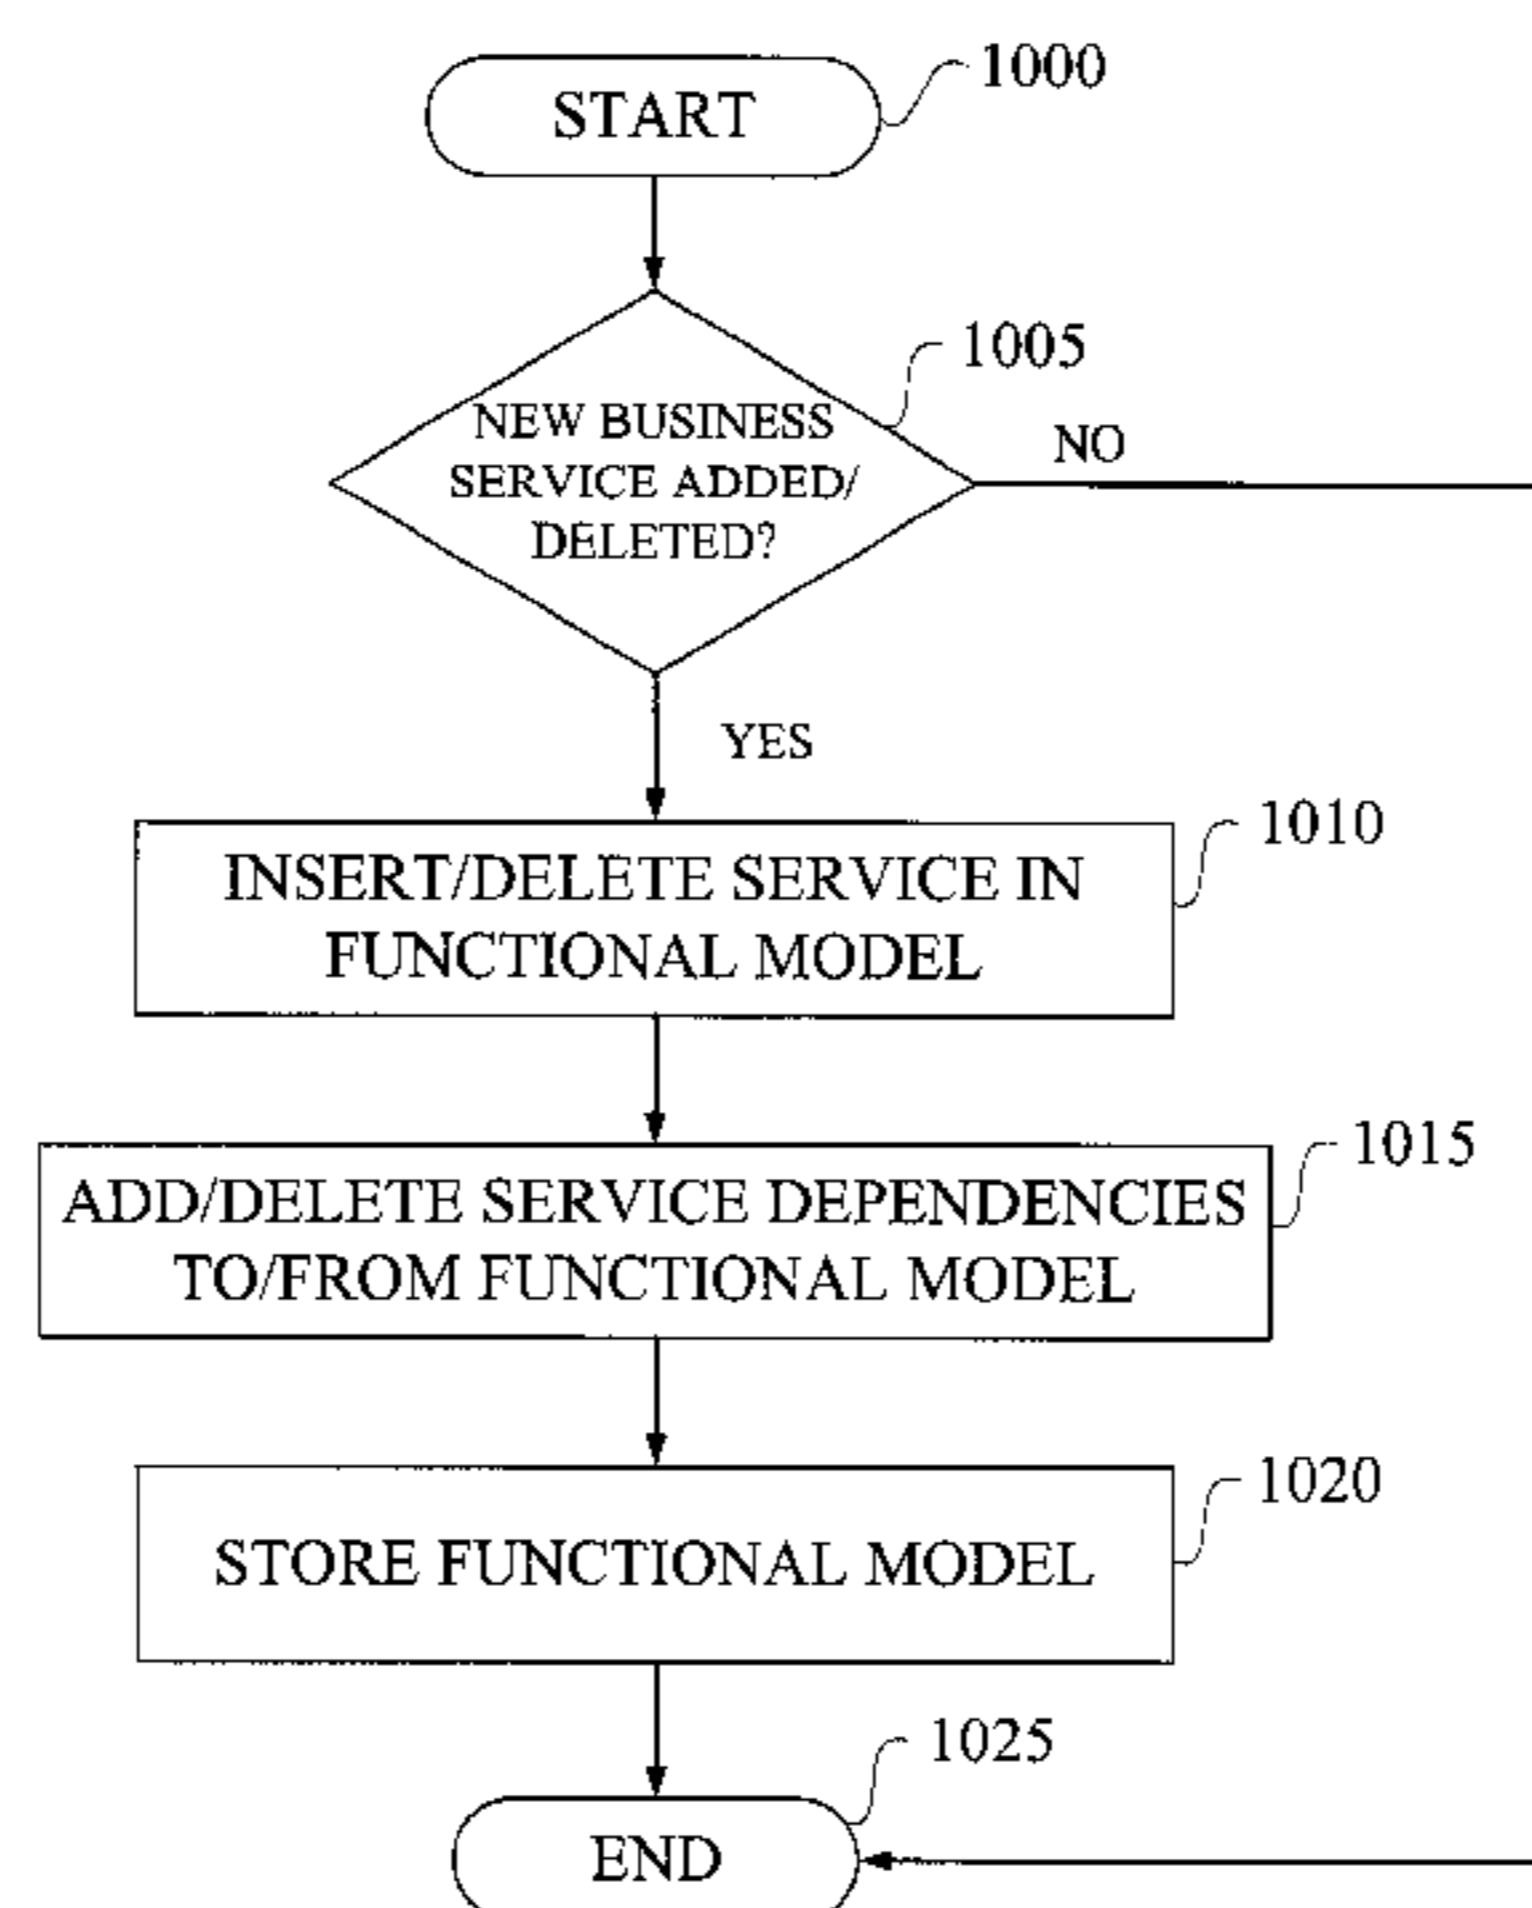 START
1000
NEW BUSINESS
SERVICE ADDED/
DELETED?
1005
NO
YES
INSERT/DELETE SERVICE IN
FUNCTIONAL MODEL
1010
ADD/DELETE SERVICE DEPENDENCIES
TO/FROM FUNCTIONAL MODEL
1015
STORE FUNCTIONAL MODEL
1020
END
1025